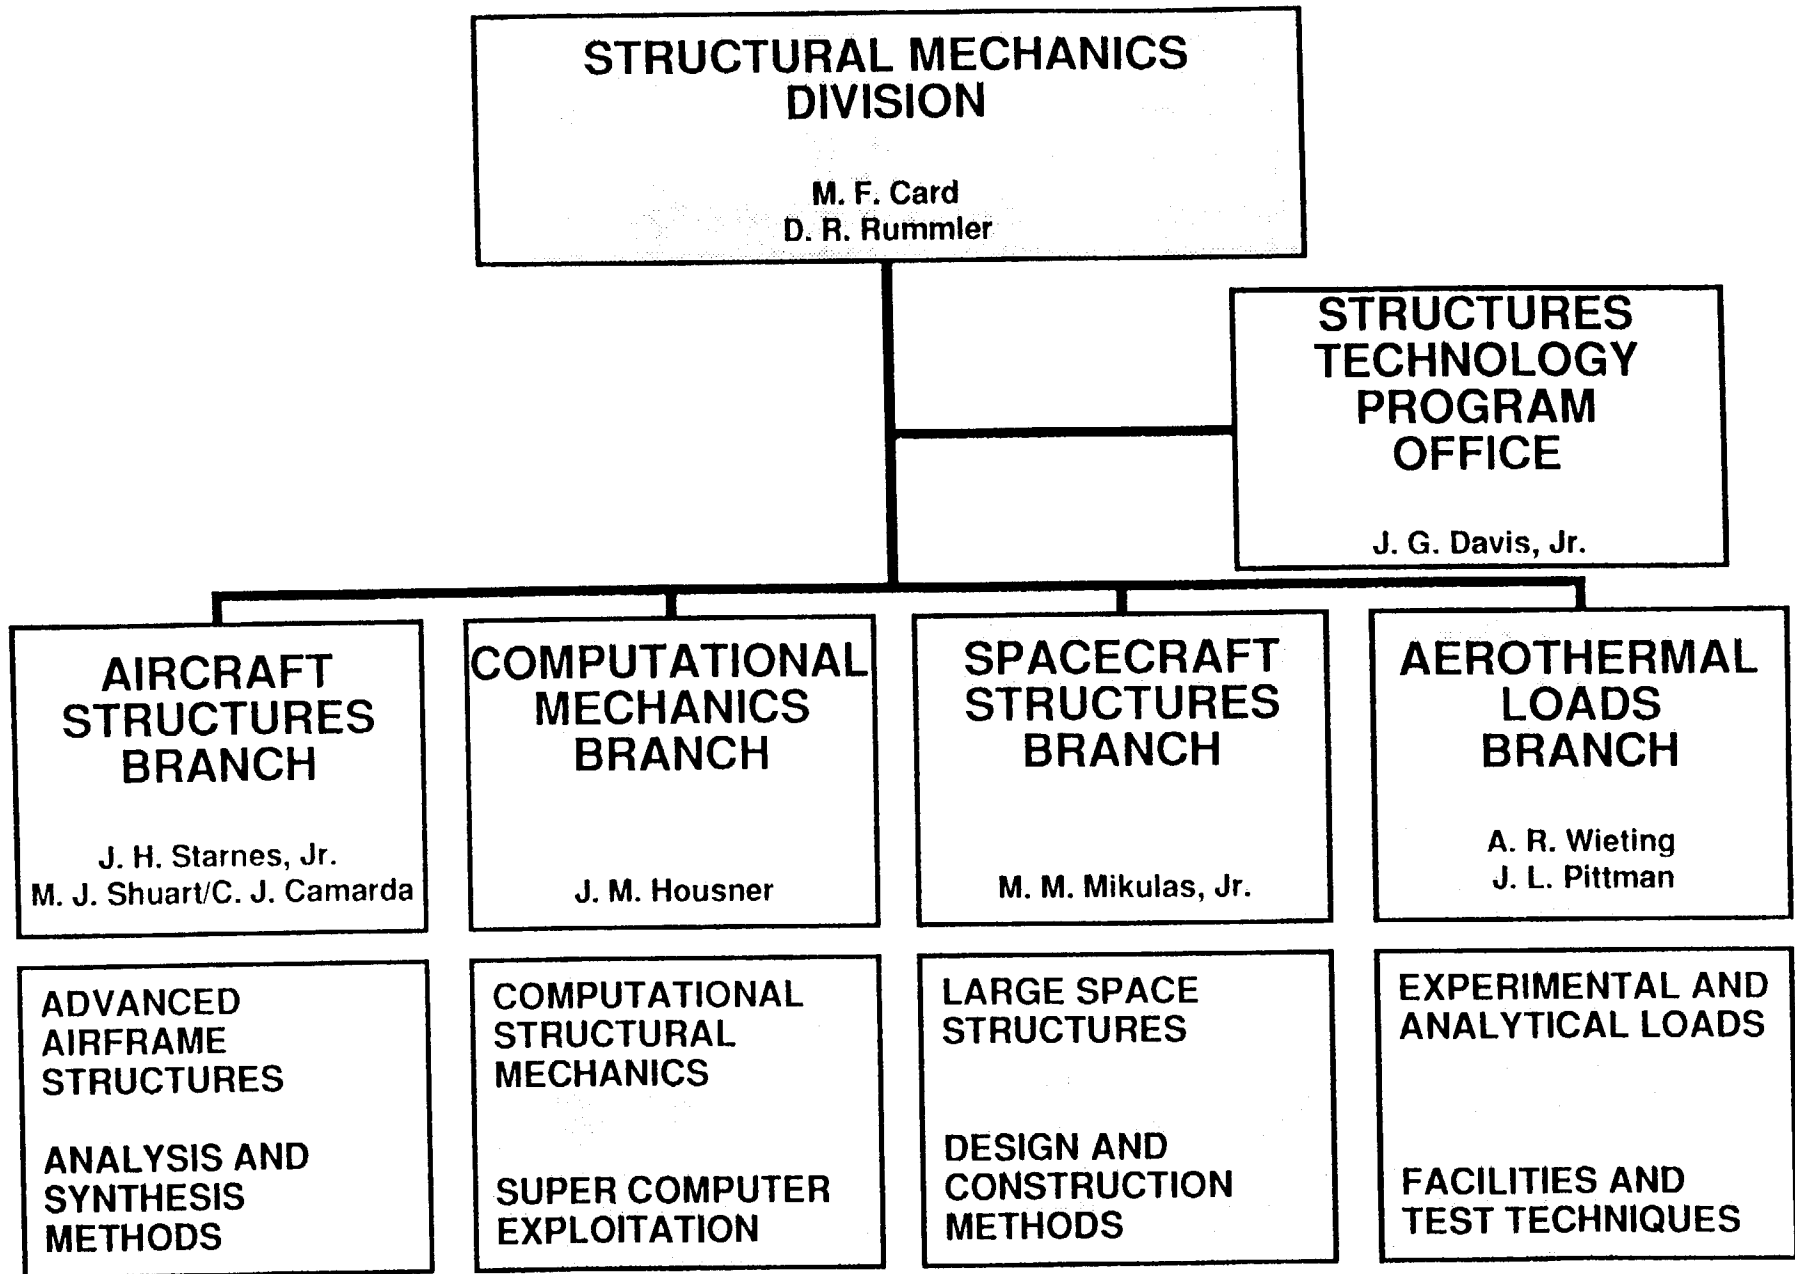 STRUCTURAL MECHANICS
DIVISION
M. F. Card
D. R. Rummler
STRUCTURES
TECHNOLOGY
PROGRAM
OFFICE
J. G. Davis, Jr.
AIRCRAFT
STRUCTURES
BRANCH
J. H. Starnes, Jr.
M. J. Shuart/C. J. Camarda
COMPUTATIONAL
MECHANICS
BRANCH
J. M. Housner
SPACECRAFT
STRUCTURES
BRANCH
M. M. Mikulas, Jr.
AEROTHERMAL
LOADS
BRANCH
A. R. Wieting
J. L. Pittman
ADVANCED
AIRFRAME
STRUCTURES
ANALYSIS AND
SYNTHESIS
METHODS
COMPUTATIONAL
STRUCTURAL
MECHANICS
SUPER COMPUTER
EXPLOITATION
LARGE SPACE
STRUCTURES
DESIGN AND
CONSTRUCTION
METHODS
EXPERIMENTAL AND
ANALYTICAL LOADS
FACILITIES AND
TEST TECHNIQUES